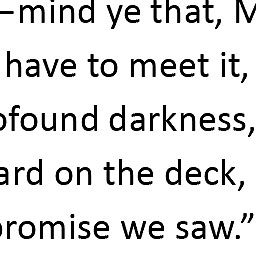 –mind ye that, M
have to meet it,
ofound darkness,
ard on the deck,
promise we saw.”